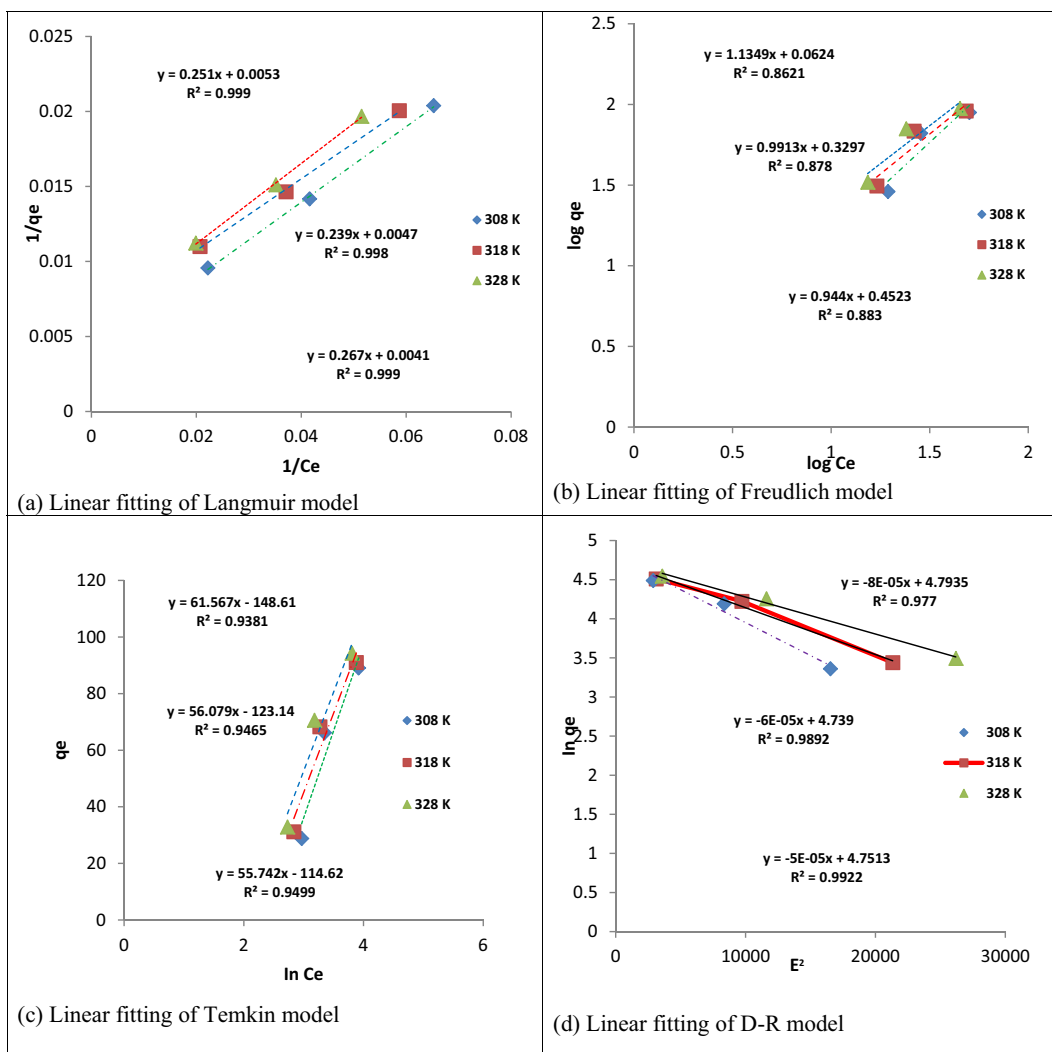 0.025
0.02
0.015
0.01
0.005
0
1/qe
y = 0.251x + 0.0053
R² = 0.999
y = 0.239x + 0.0047
R² = 0.998
y = 0.267x + 0.0041
R² = 0.999
308 K
318 K
328 K
0 0.02 0.04 0.06 0.08
1/Ce
(a) Linear fitting of Langmuir model
2.5
2
1.5
1
0.5
0
log qe
y = 1.1349x + 0.0624
R² = 0.8621
y = 0.9913x + 0.3297
R² = 0.878
y = 0.944x + 0.4523
R² = 0.883
308 K
318 K
328 K
0 0.5 1 1.5 2
log Ce
(b) Linear fitting of Freudlich model
120
100
80
60
40
20
0
qe
y = 61.567x - 148.61
R² = 0.9381
y = 56.079x - 123.14
R² = 0.9465
y = 55.742x - 114.62
R² = 0.9499
308 K
318 K
328 K
0 2 4 6
ln Ce
(c) Linear fitting of Temkin model
5
4.5
4
3.5
3
2.5
2
1.5
1
0.5
0
ln qe
y = -8E-05x + 4.7935
R² = 0.977
y = -6E-05x + 4.739
R² = 0.9892
y = -5E-05x + 4.7513
R² = 0.9922
308 K
318 K
328 K
0 10000 20000 30000
E²
(d) Linear fitting of D-R model